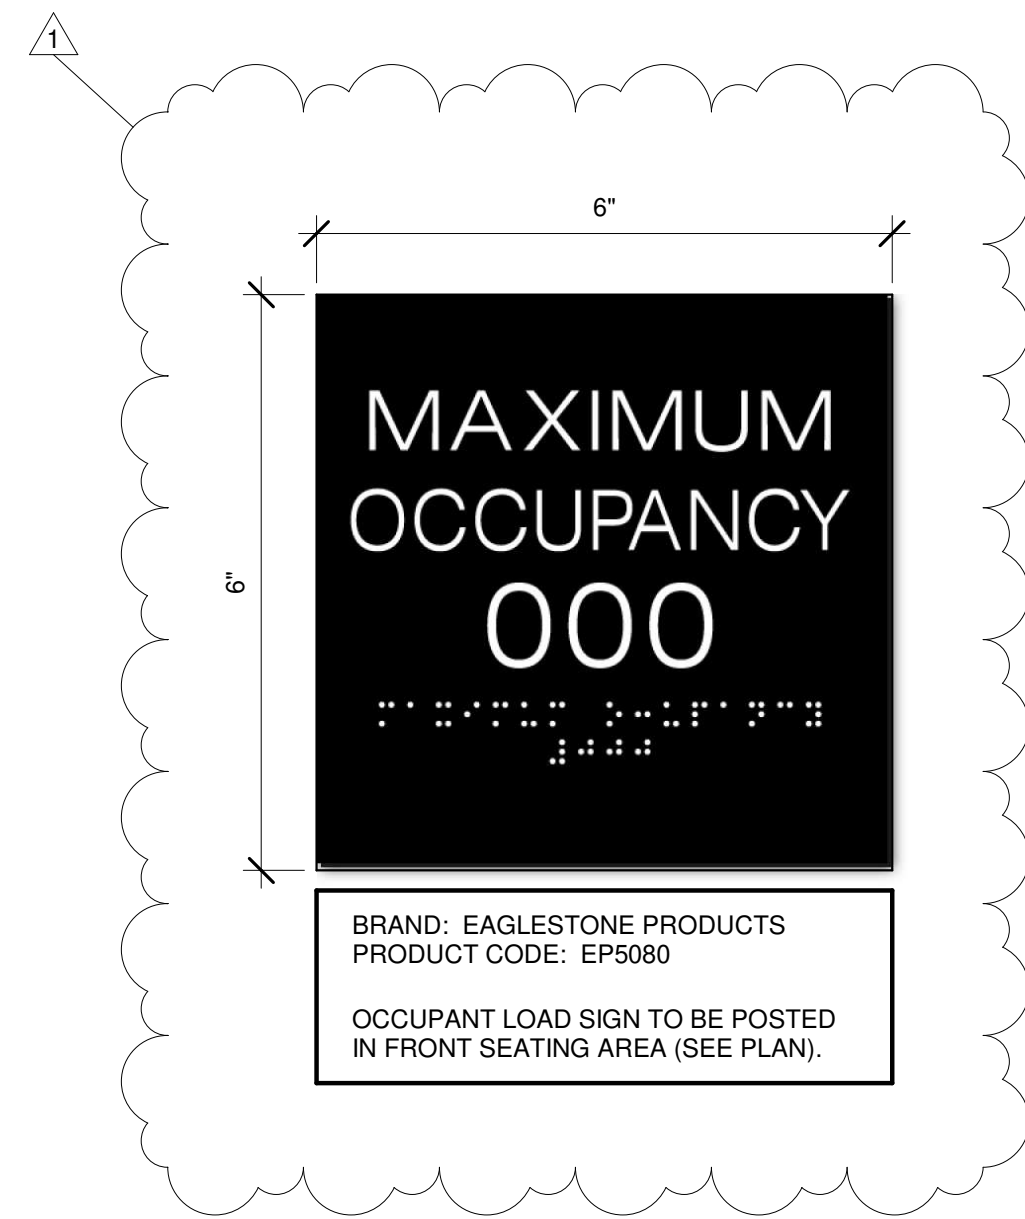 1
6"
6"
MAXIMUM
OCCUPANCY
000
⠍⠁⠭⠊⠍⠥⠍ ⠕⠒⠥⠏⠁⠝⠉⠽
⠼⠚⠚⠚
BRAND: EAGLESTONE PRODUCTS
PRODUCT CODE: EP5080
OCCUPANT LOAD SIGN TO BE POSTED
IN FRONT SEATING AREA (SEE PLAN).